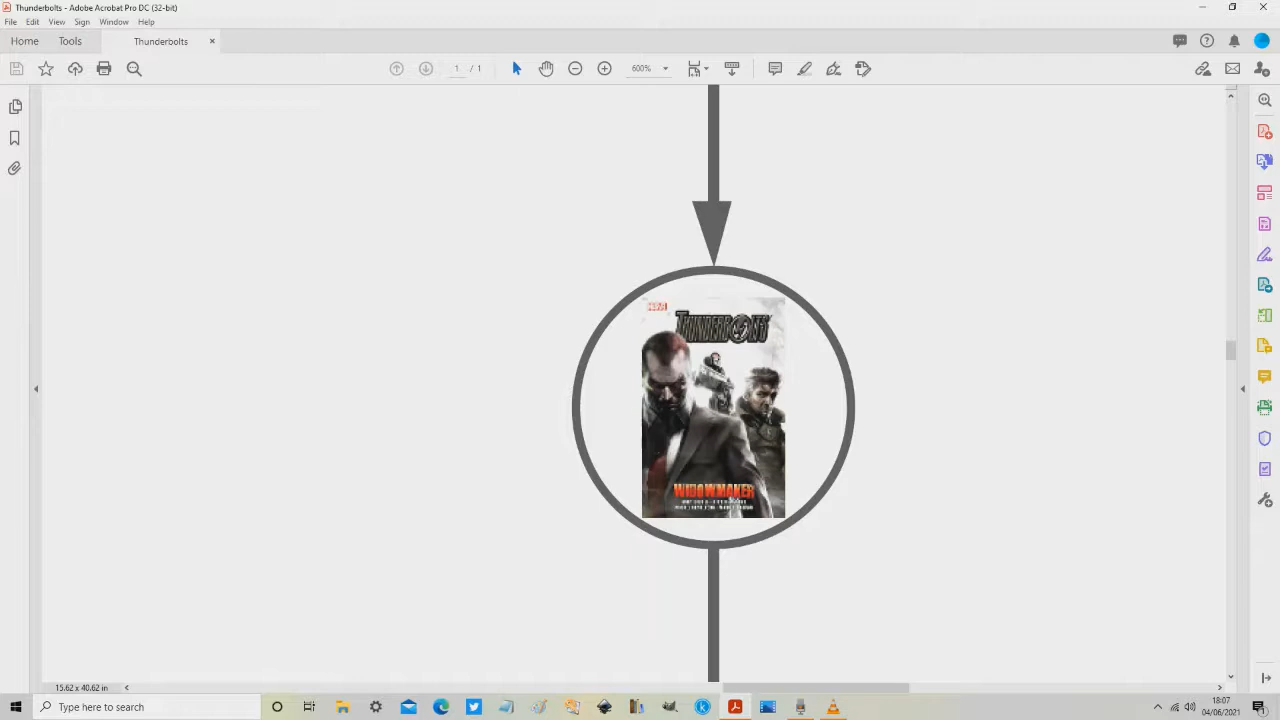 Thunderbolts - Adobe Acrobat Pro DC (32-bit)
File Edit View Sign Window Help
Home Tools Thunderbolts
1 / 1 600%
MARVEL
THUNDERBOLTS
WIDOWMAKER
15.62 x 40.62 in
Type here to search
18:07
04/06/2021